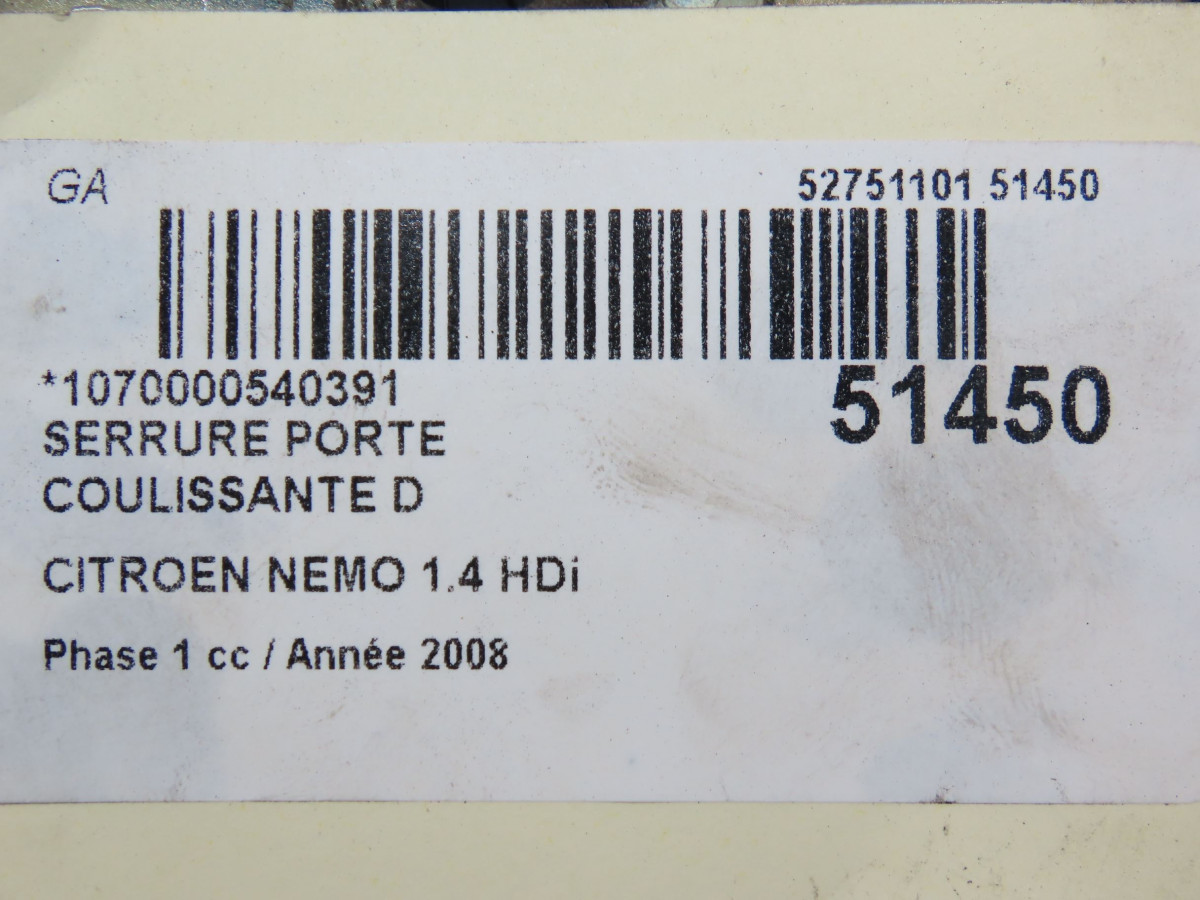 GA
52751101 51450
*1070000540391
51450
SERRURE PORTE
COULISSANTE D
CITROEN NEMO 1.4 HDi
Phase 1 cc / Année 2008